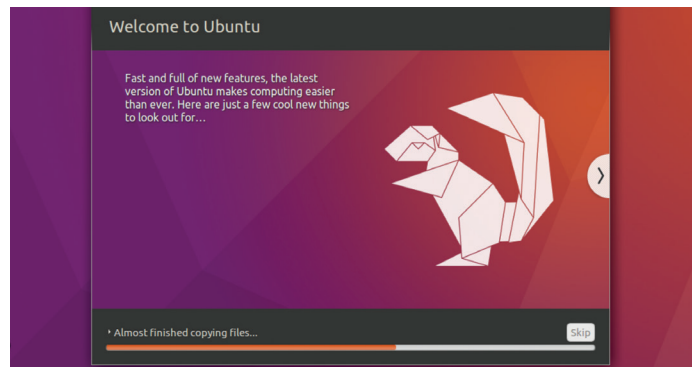 Welcome to Ubuntu
Fast and full of new features, the latest
version of Ubuntu makes computing easier
than ever. Here are just a few cool new things
to look out for...
Almost finished copying files...
Skip